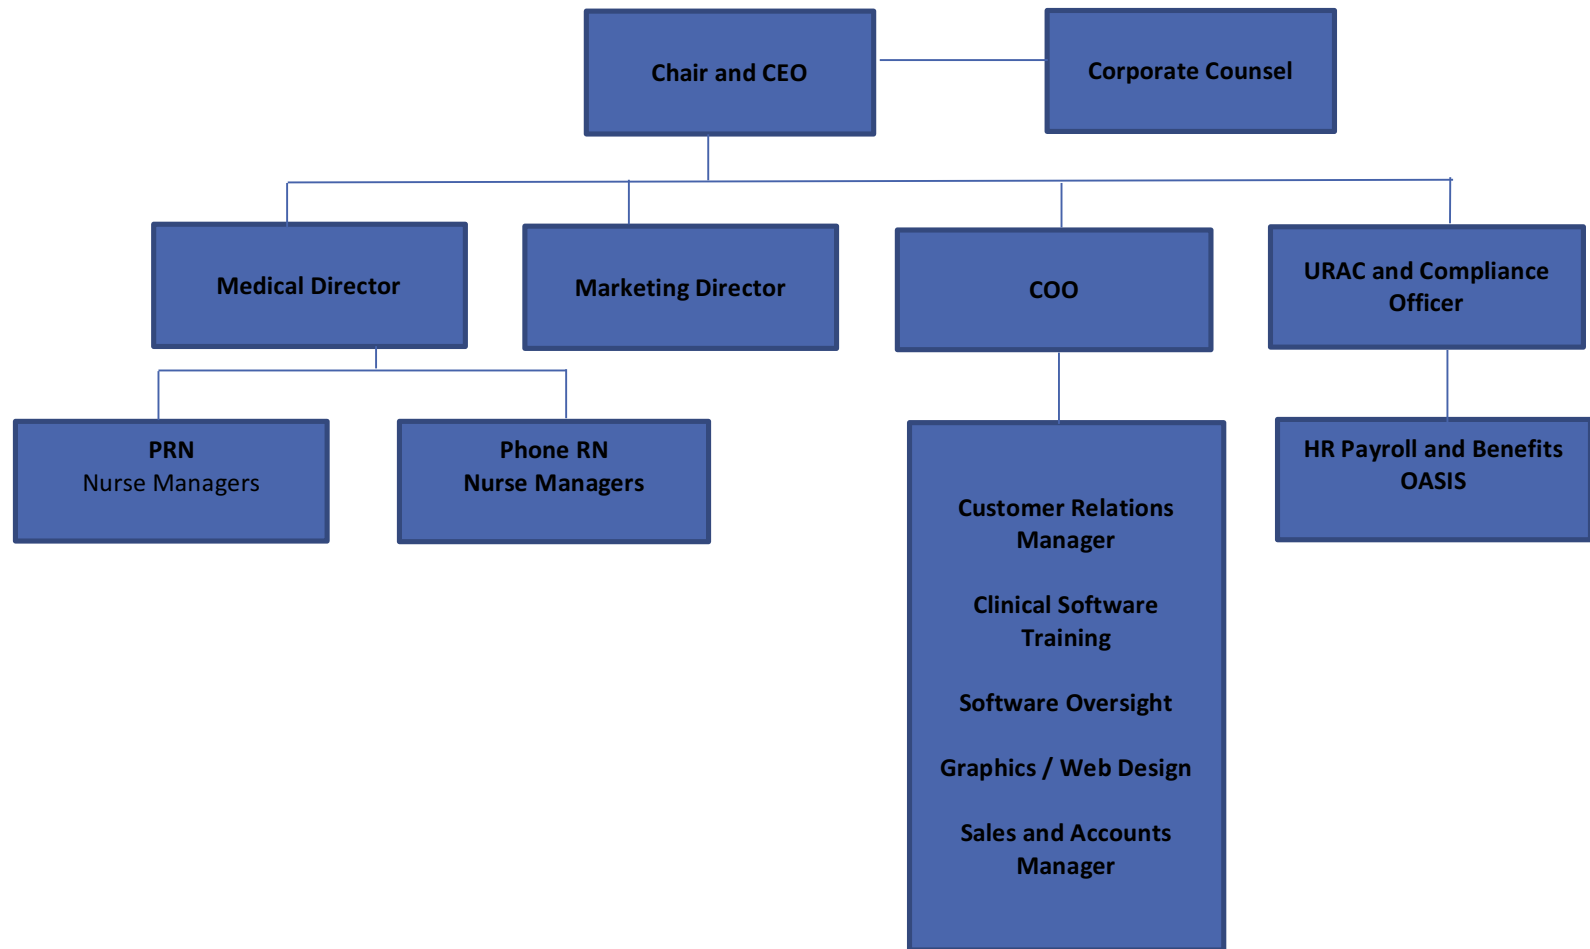 Chair and CEO
Corporate Counsel
Medical Director
Marketing Director
COO
URAC and Compliance
Officer
PRN
Nurse Managers
Phone RN
Nurse Managers
Customer Relations
Manager
Clinical Software
Training
Software Oversight
Graphics / Web Design
Sales and Accounts
Manager
HR Payroll and Benefits
OASIS